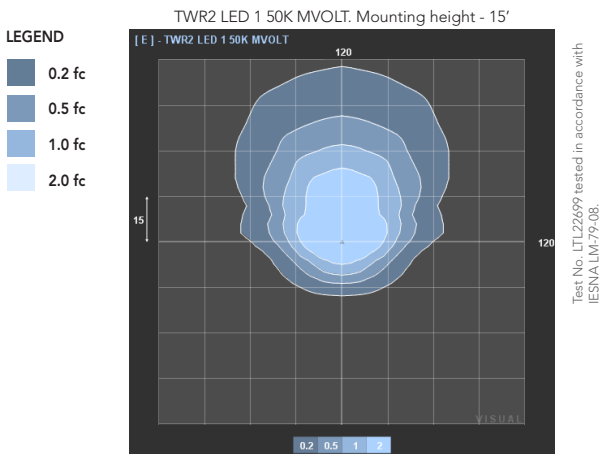 TWR2 LED 1 50K MVOLT. Mounting height - 15′
LEGEND
0.2 fc
0.5 fc
1.0 fc
2.0 fc
[ E ] - TWR2 LED 1 50K MVOLT
120
15
120
VISUAL
0.2 0.5 1 2
Test No. LTL22699 tested in accordance with
IESNA LM-79-08.